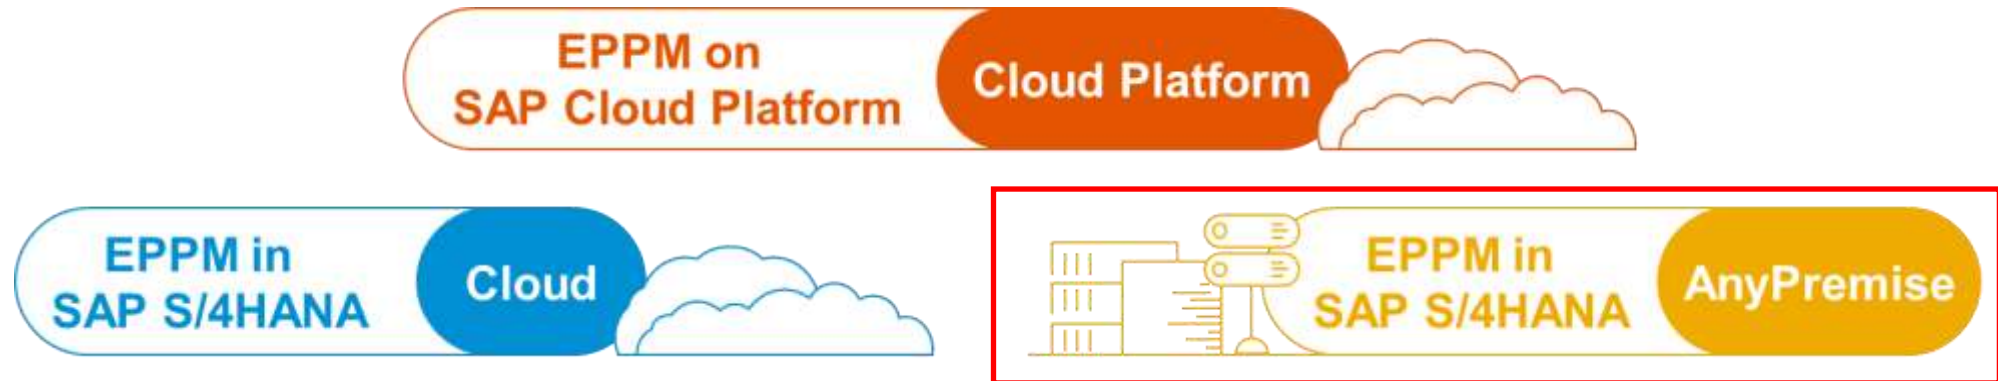 EPPM on
SAP Cloud Platform
Cloud Platform
EPPM in
SAP S/4HANA
Cloud
EPPM in
SAP S/4HANA
AnyPremise